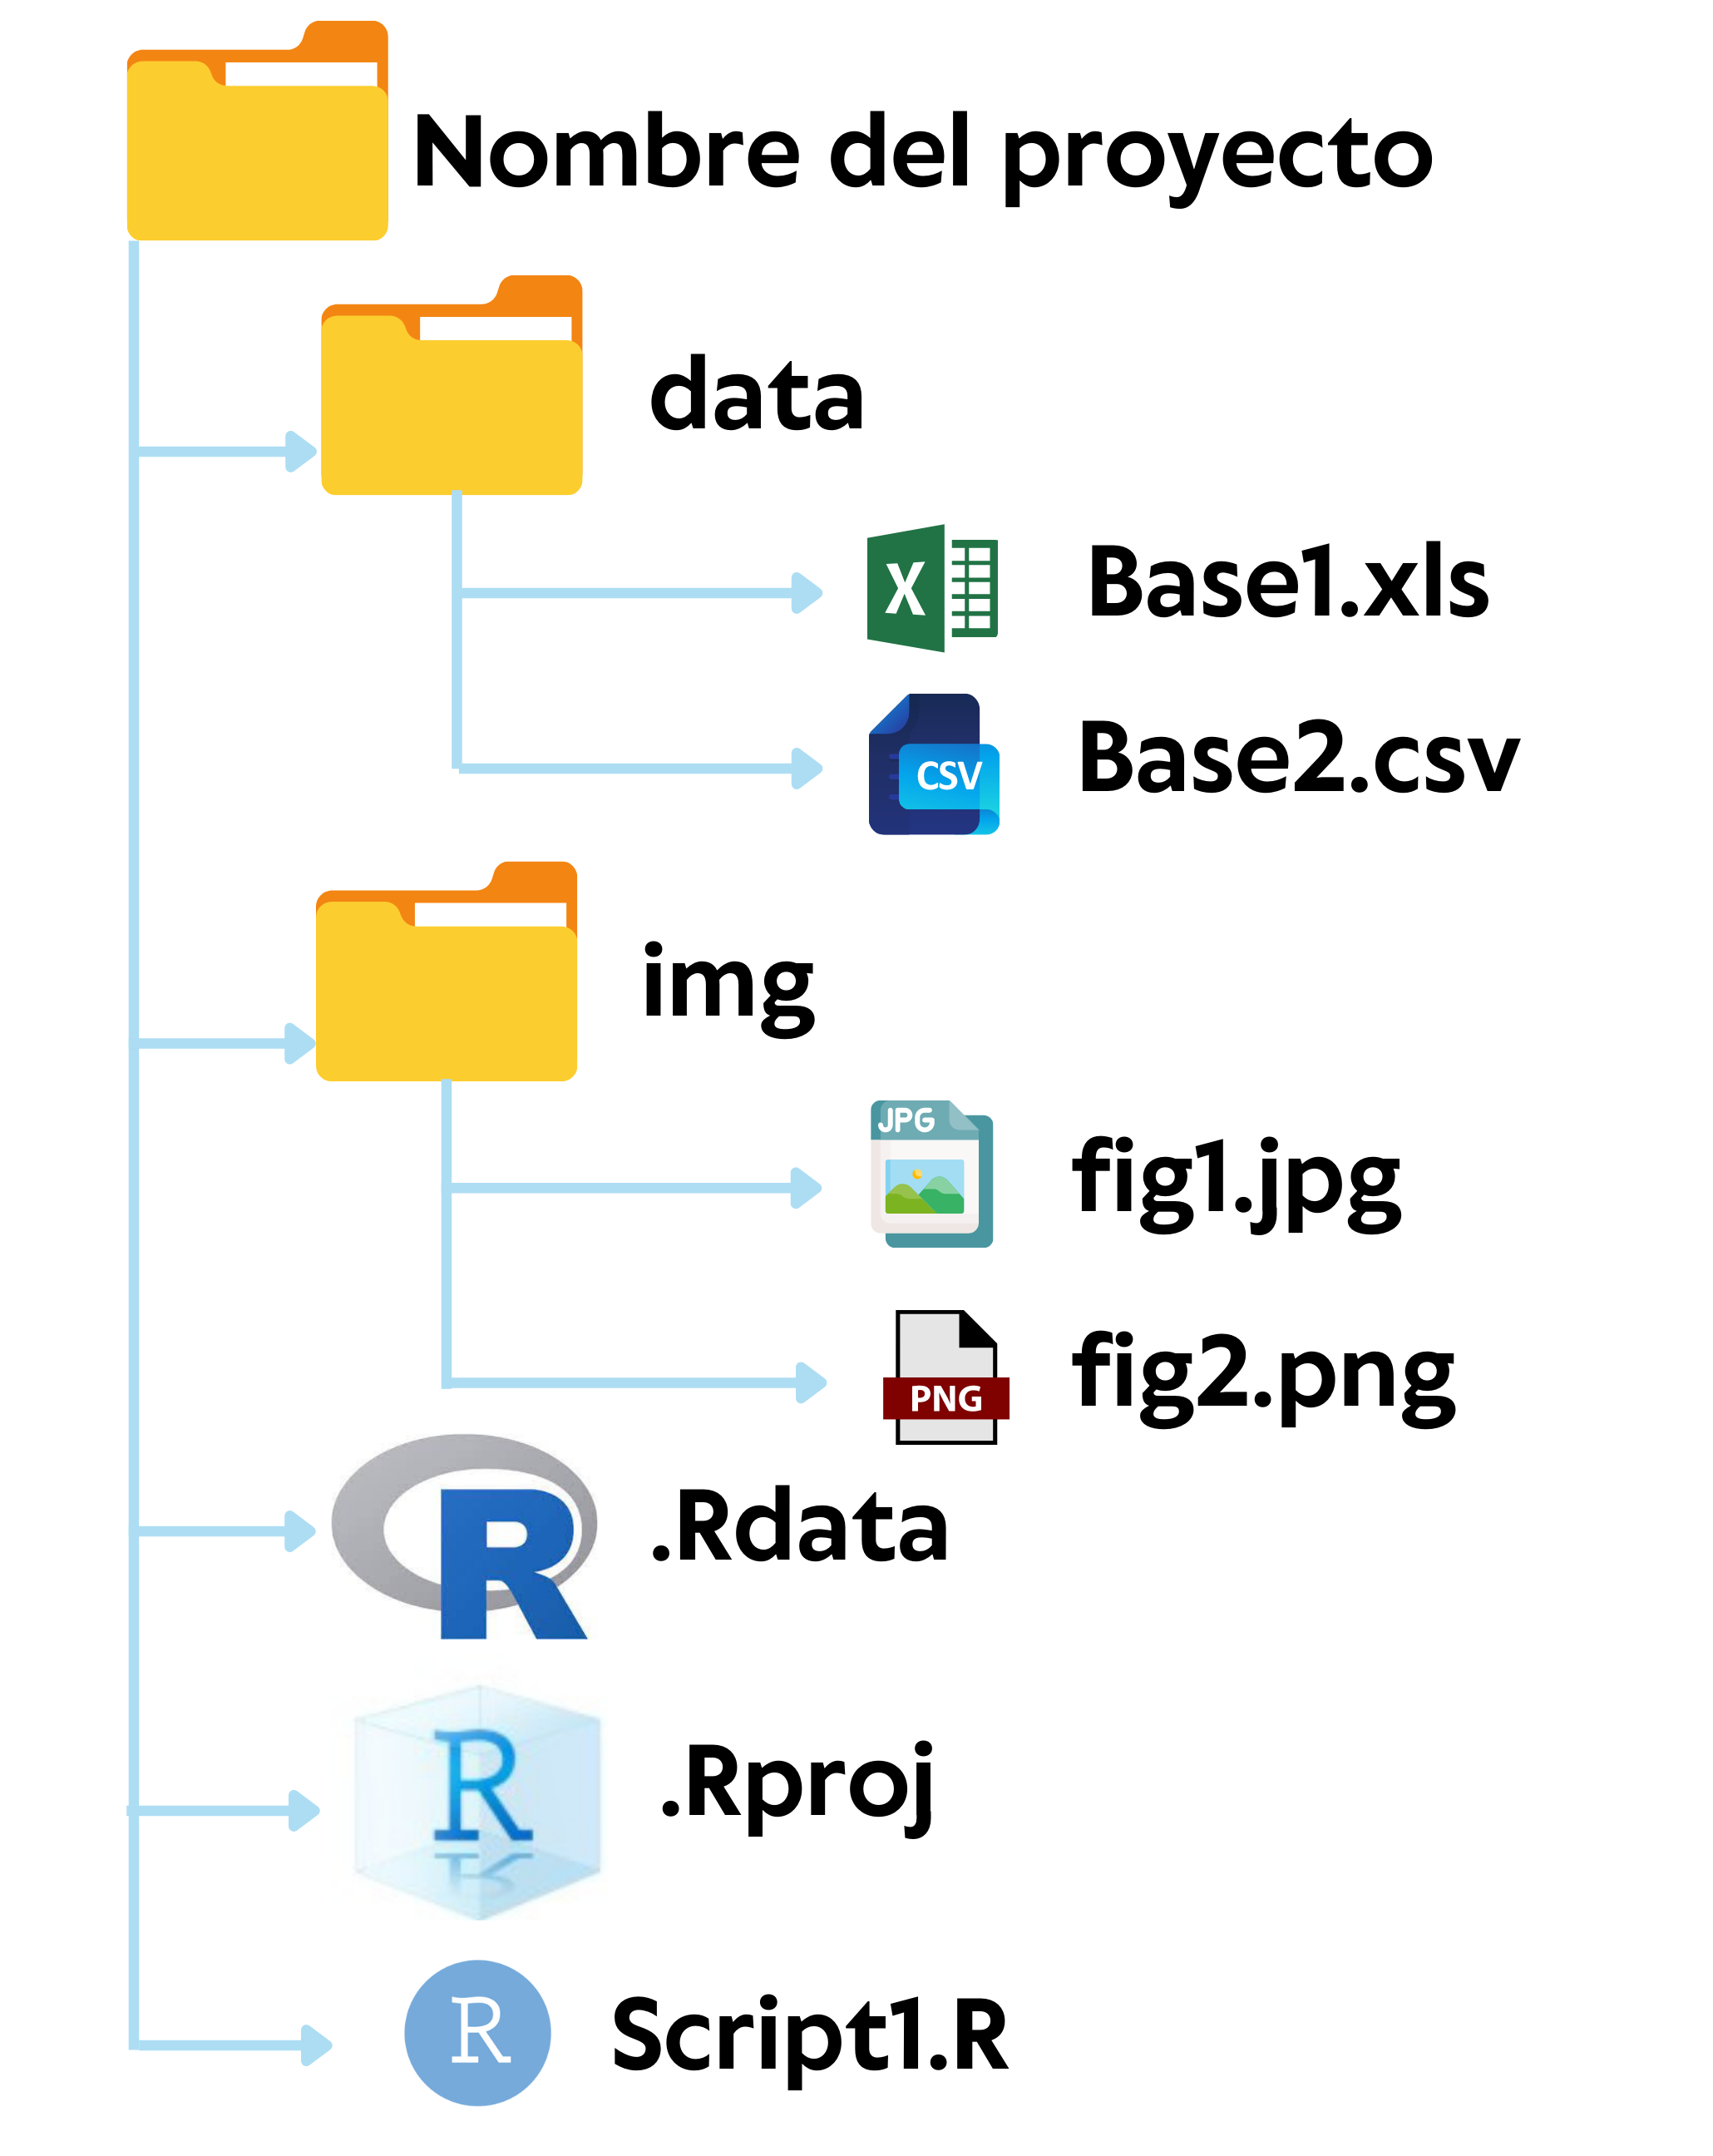 Nombre del proyecto
data
X
Base1.xls
CSV
Base2.csv
img
JPG
fig1.jpg
PNG
fig2.png
R
.Rdata
R
.Rproj
R
Script1.R